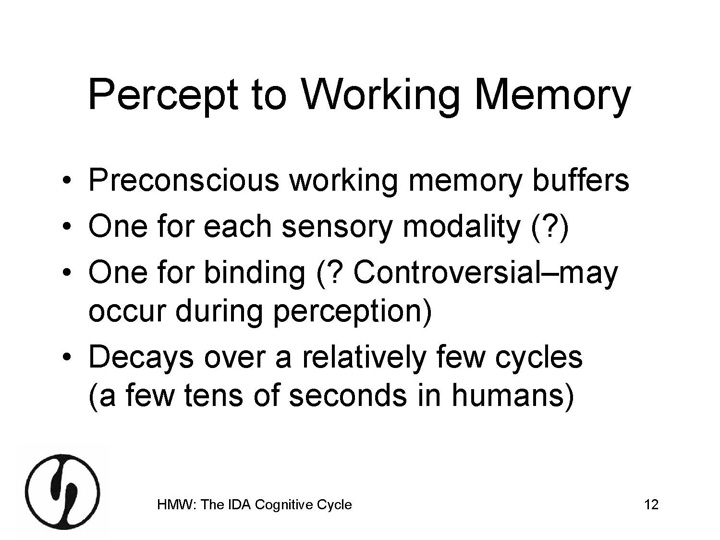 Percept to Working Memory
• Preconscious working memory buffers
• One for each sensory modality (?)
• One for binding (? Controversial–may
occur during perception)
• Decays over a relatively few cycles
(a few tens of seconds in humans)
HMW: The IDA Cognitive Cycle
12